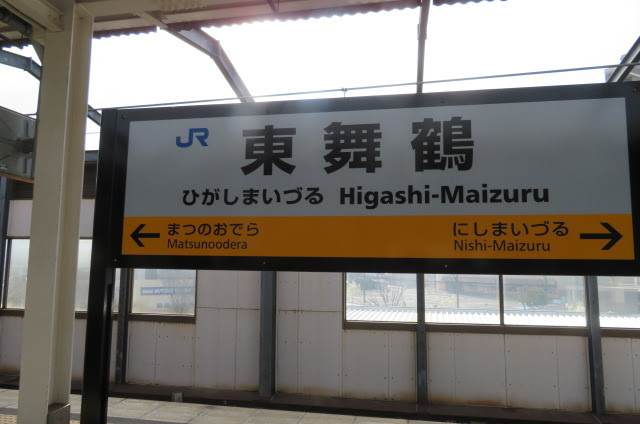 JR 東舞鶴
ひがしまいづる Higashi-Maizuru
← まつのおでら にしまいづる →
Matsunoodera Nishi-Maizuru